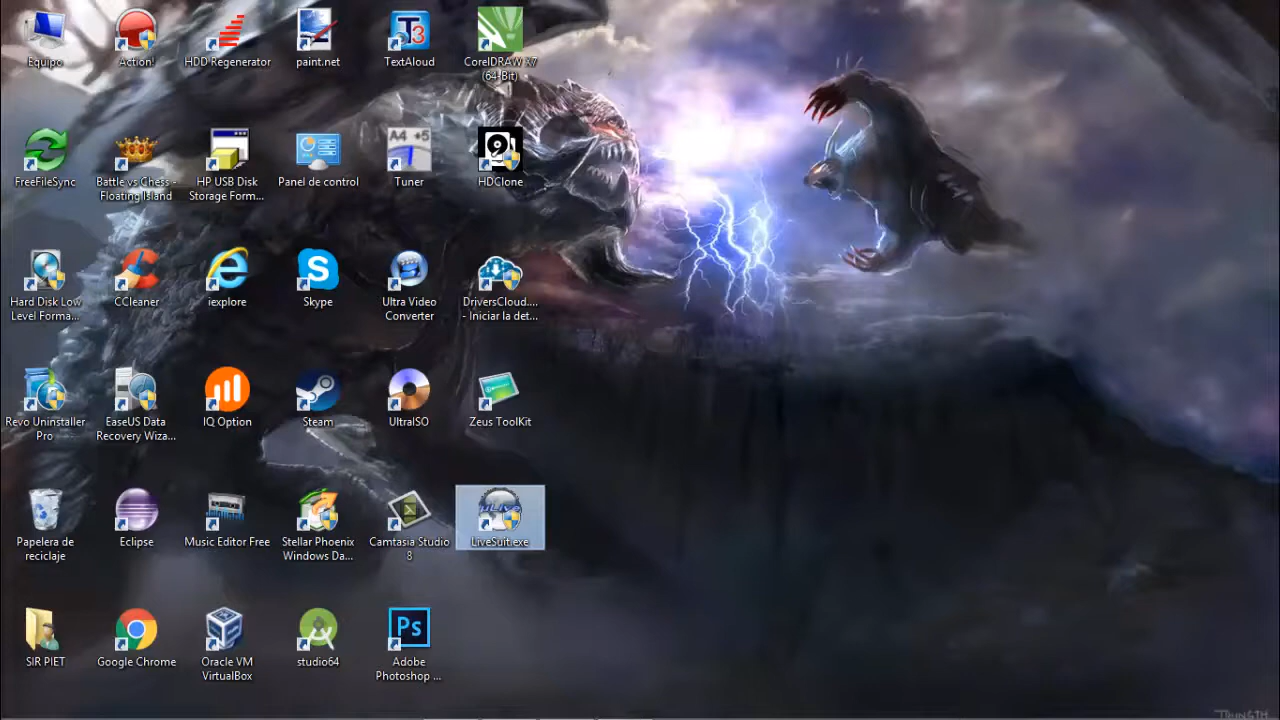 Equipo
Action!
HDD Regenerator
paint.net
T3
TextAloud
CorelDRAW X7
(64-Bit)
FreeFileSync
Battle vs Chess -
Floating Island
HP USB Disk
Storage Form...
Panel de control
A4 +5
Tuner
HDClone
Hard Disk Low
Level Forma...
CCleaner
iexplore
S
Skype
Ultra Video
Converter
DriversCloud....
- Iniciar la det...
Revo Uninstaller
Pro
EaseUS Data
Recovery Wiza...
IQ Option
Steam
UltraISO
Zeus ToolKit
Papelera de
reciclaje
Eclipse
Music Editor Free
Stellar Phoenix
Windows Da...
Camtasia Studio
8
LiveSuit.exe
SIR PIET
Google Chrome
Oracle VM
VirtualBox
studio64
Ps
Adobe
Photoshop ...